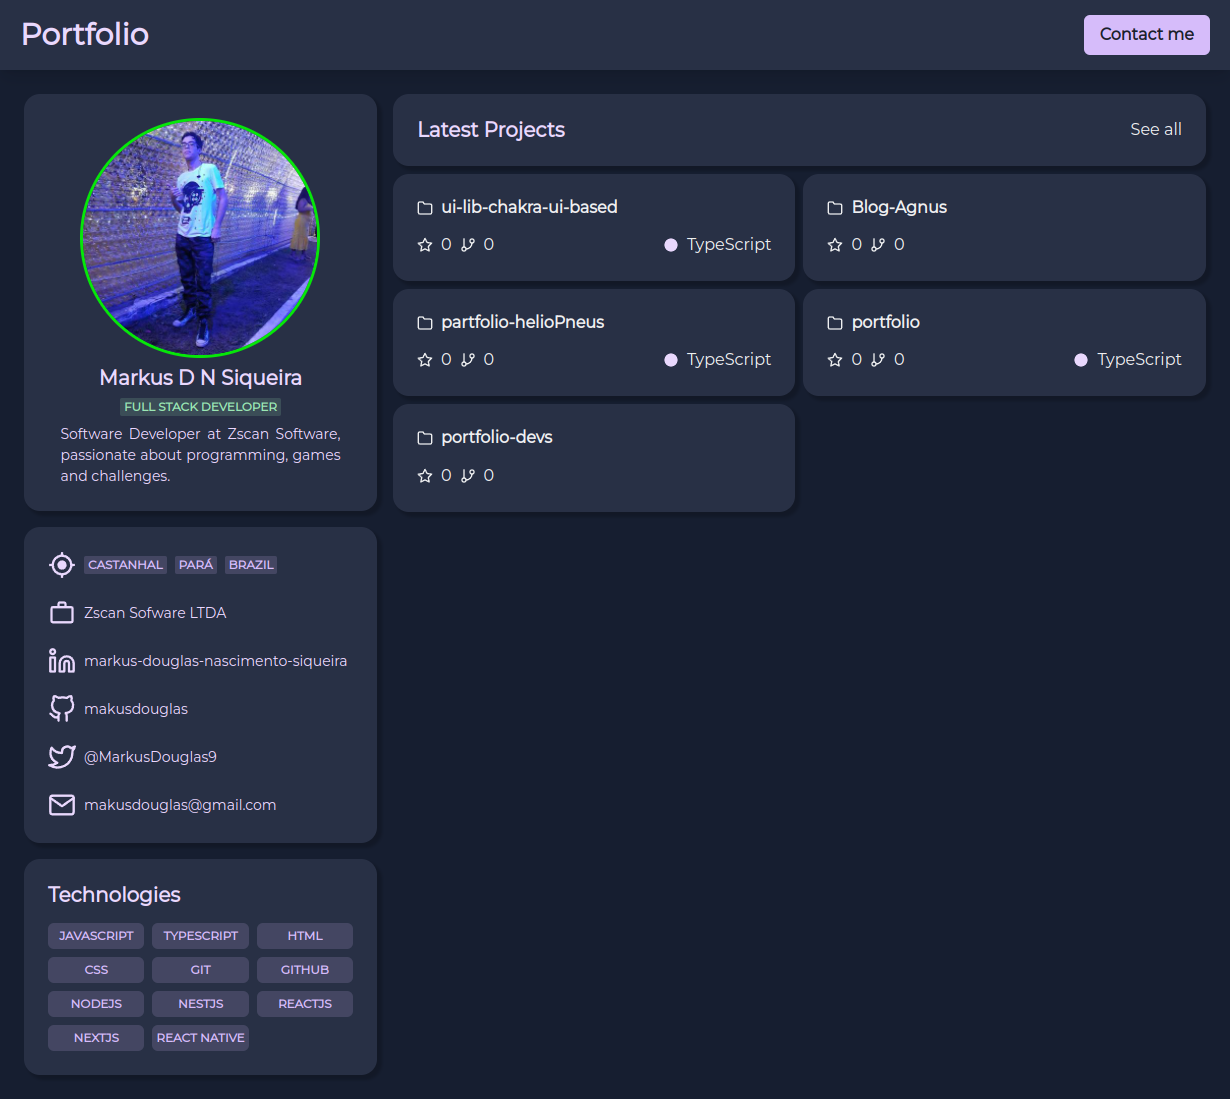 Portfolio
Contact me
Markus D N Siqueira
FULL STACK DEVELOPER
Software Developer at Zscan Software,
passionate about programming, games
and challenges.
CASTANHAL PARÁ BRAZIL
Zscan Sofware LTDA
markus-douglas-nascimento-siqueira
makusdouglas
@MarkusDouglas9
makusdouglas@gmail.com
Technologies
JAVASCRIPT TYPESCRIPT HTML
CSS GIT GITHUB
NODEJS NESTJS REACTJS
NEXTJS REACT NATIVE
Latest Projects
See all
ui-lib-chakra-ui-based
0 0 TypeScript
Blog-Agnus
0 0
partfolio-helioPneus
0 0 TypeScript
portfolio
0 0 TypeScript
portfolio-devs
0 0